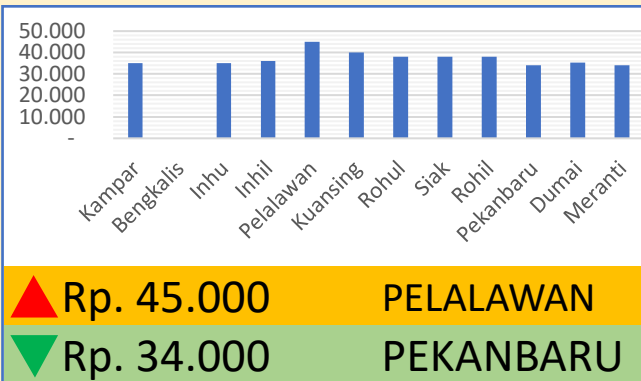 50.000
40.000
30.000
20.000
10.000
-
Kampar
Bengkalis
Inhu
Inhil
Pelalawan
Kuansing
Rohul
Siak
Rohil
Pekanbaru
Dumai
Meranti
Rp. 45.000 PELALAWAN
Rp. 34.000 PEKANBARU